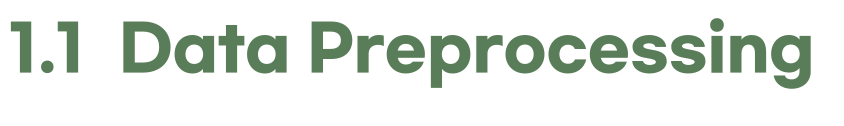 1.1 Data Preprocessing